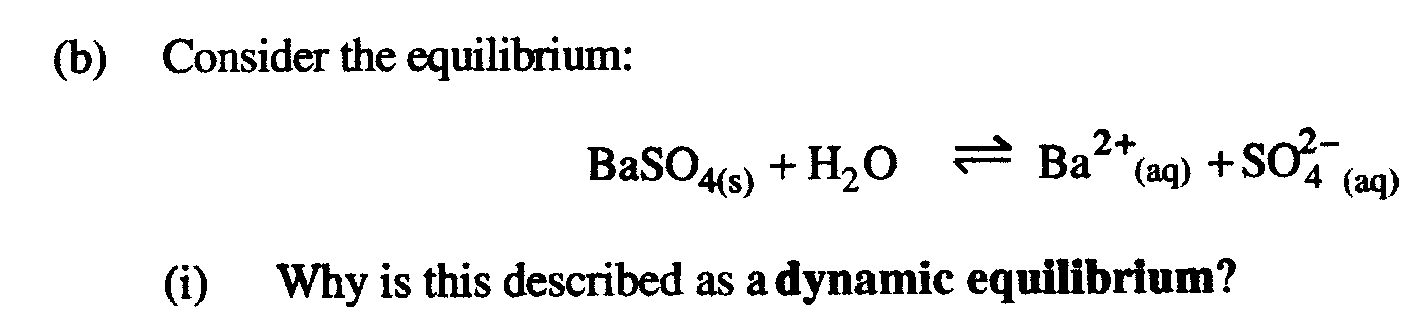 (b) Consider the equilibrium:
BaSO₄(s) + H₂O ⇌ Ba²⁺(aq) + SO₄²⁻(aq)
(i) Why is this described as a dynamic equilibrium?